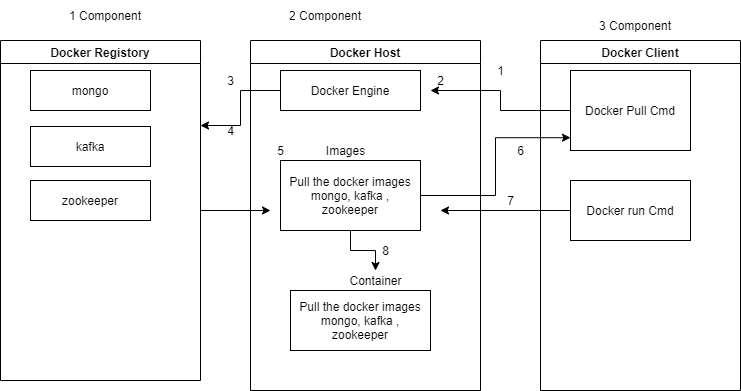 1 Component
2 Component
3 Component
Docker Registory
mongo
kafka
zookeeper
Docker Host
3
4
Docker Engine
2
1
5
Images
Pull the docker images
mongo, kafka ,
zookeeper
6
7
8
Container
Pull the docker images
mongo, kafka ,
zookeeper
Docker Client
Docker Pull Cmd
Docker run Cmd